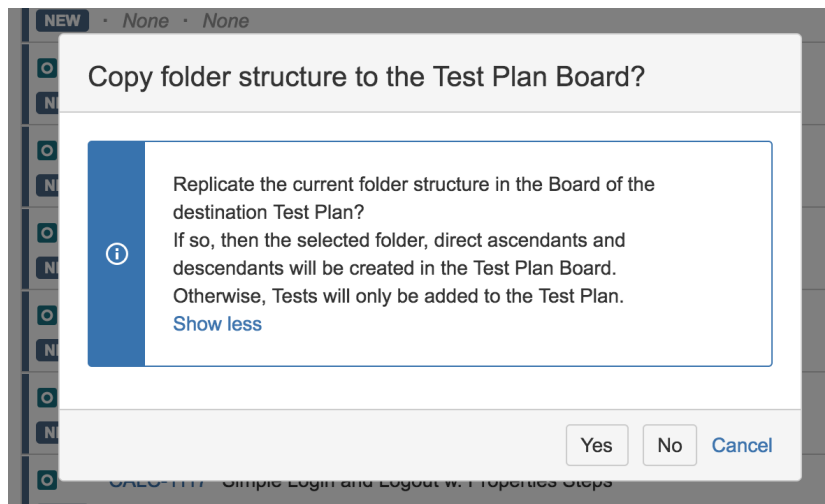 NEW · None · None
Copy folder structure to the Test Plan Board?
Replicate the current folder structure in the Board of the
destination Test Plan?
If so, then the selected folder, direct ascendants and
descendants will be created in the Test Plan Board.
Otherwise, Tests will only be added to the Test Plan.
Show less
Yes No Cancel
CALC-1117 Simple Login and Logout w. Properties Steps